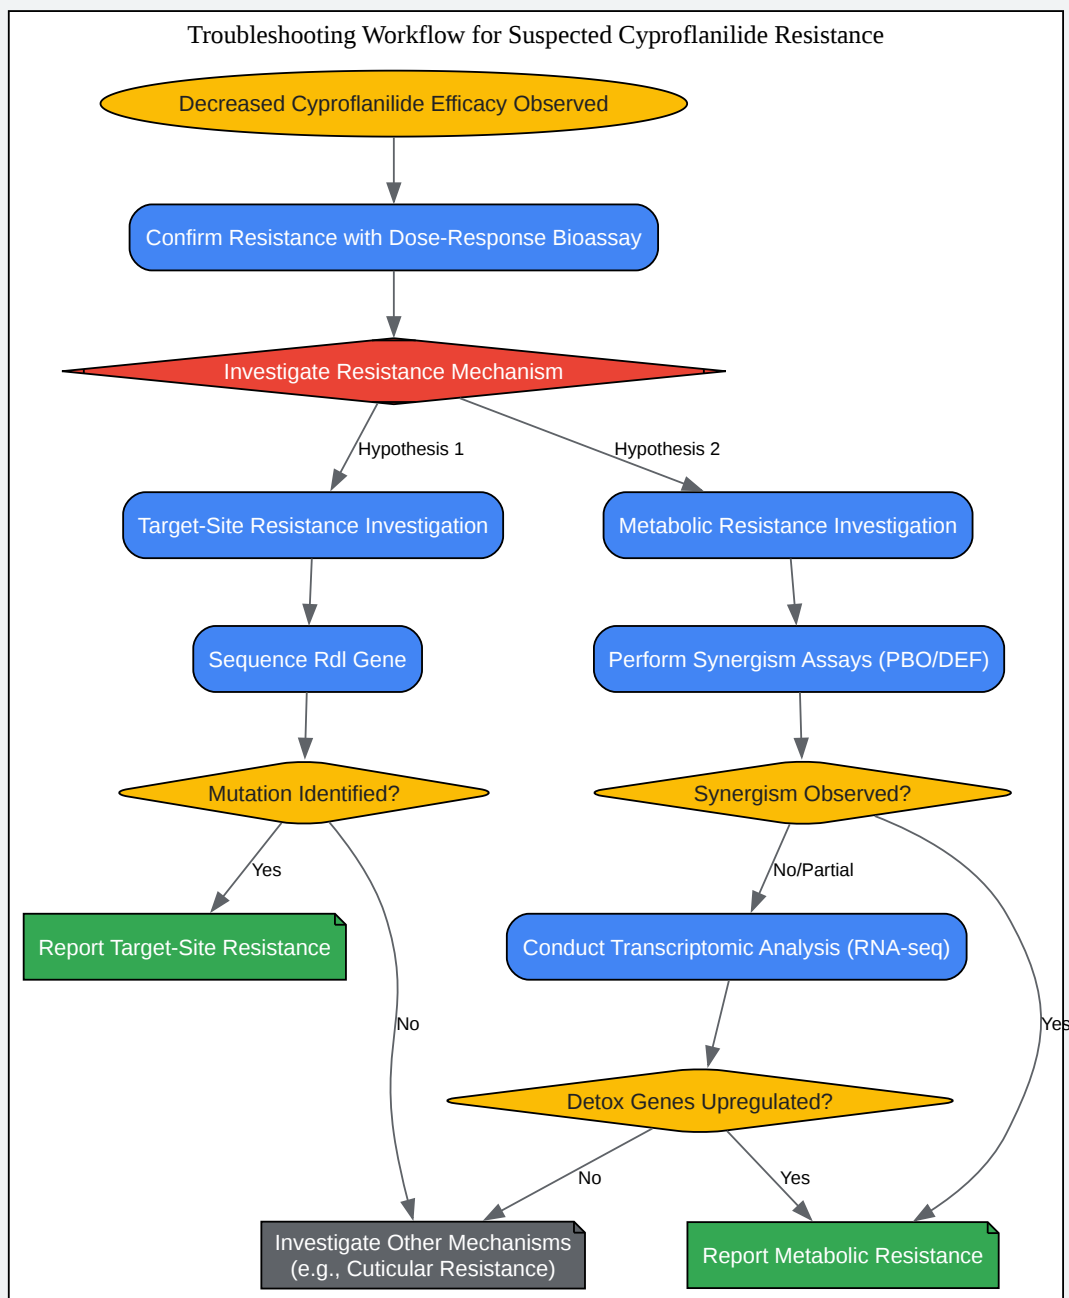 Troubleshooting Workflow for Suspected Cyproflanilide Resistance
Decreased Cyproflanilide Efficacy Observed
Confirm Resistance with Dose-Response Bioassay
Investigate Resistance Mechanism
Hypothesis 1
Hypothesis 2
Target-Site Resistance Investigation
Metabolic Resistance Investigation
Sequence Rdl Gene
Perform Synergism Assays (PBO/DEF)
Mutation Identified?
Synergism Observed?
Yes
No/Partial
Report Target-Site Resistance
Conduct Transcriptomic Analysis (RNA-seq)
No
Yes
Detox Genes Upregulated?
No
Yes
Investigate Other Mechanisms
(e.g., Cuticular Resistance)
Report Metabolic Resistance